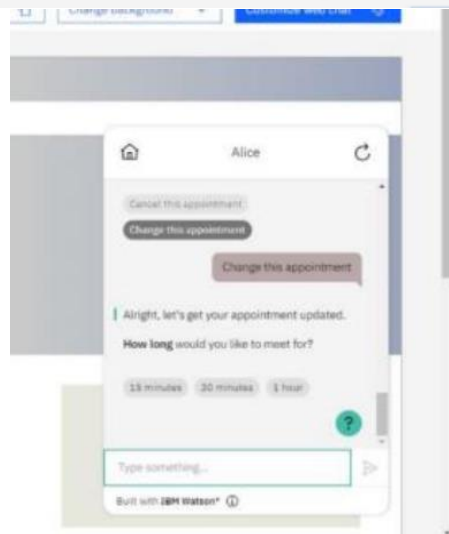 Change background
Customize web chat
Alice
Cancel this appointment
Change this appointment
Change this appointment
Alright, let's get your appointment updated.
How long would you like to meet for?
15 minutes 30 minutes 1 hour
?
Type something...
Built with IBM Watson®